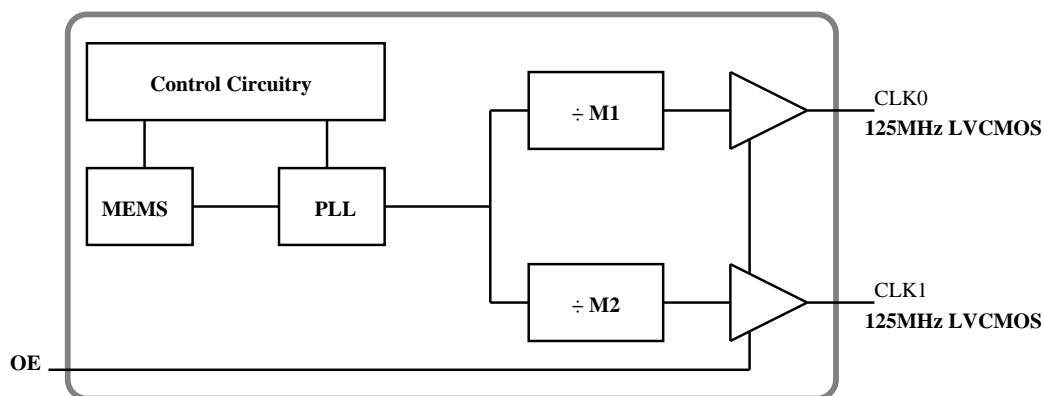 Control Circuitry
MEMS
PLL
÷ M1
÷ M2
CLK0
125MHz LVCMOS
CLK1
125MHz LVCMOS
OE